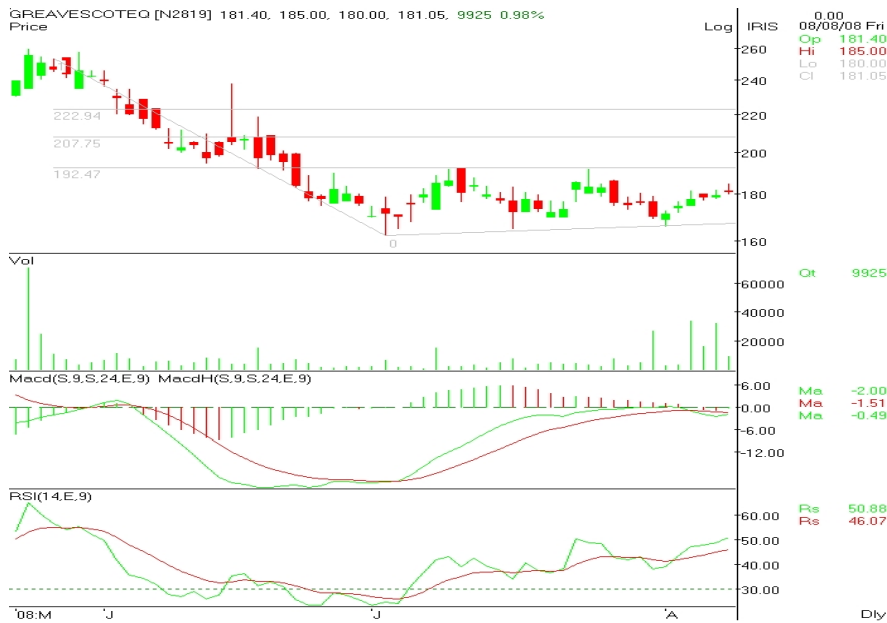 GREAVESCOTEQ [N2819] 181.40, 185.00, 180.00, 181.05, 9925 0.98%
Price
Log
IRIS
0.00
08/08/08 Fri
Op 181.40
Hi 185.00
Lo 180.00
Cl 181.05
260
240
220
200
180
160
222.94
207.75
192.47
0
Vol
Qt 9925
60000
40000
20000
Macd(S,9,S,24,E,9) MacdH(S,9,S,24,E,9)
6.00
0.00
-6.00
-12.00
Ma -2.00
Ma -1.51
Ma -0.49
RSI(14,E,9)
60.00
50.00
40.00
30.00
Rs 50.88
Rs 46.07
'08:M
'J
'J
'A
Dly